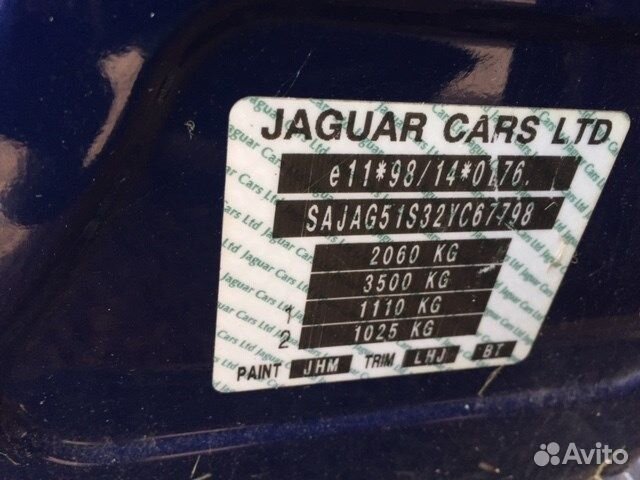 JAGUAR CARS LTD
e11*98/14*0176.
SAJAG51S32YC67798
2060 KG
3500 KG
1 1110 KG
2 1025 KG
PAINT JHM TRIM LHJ BT
Avito